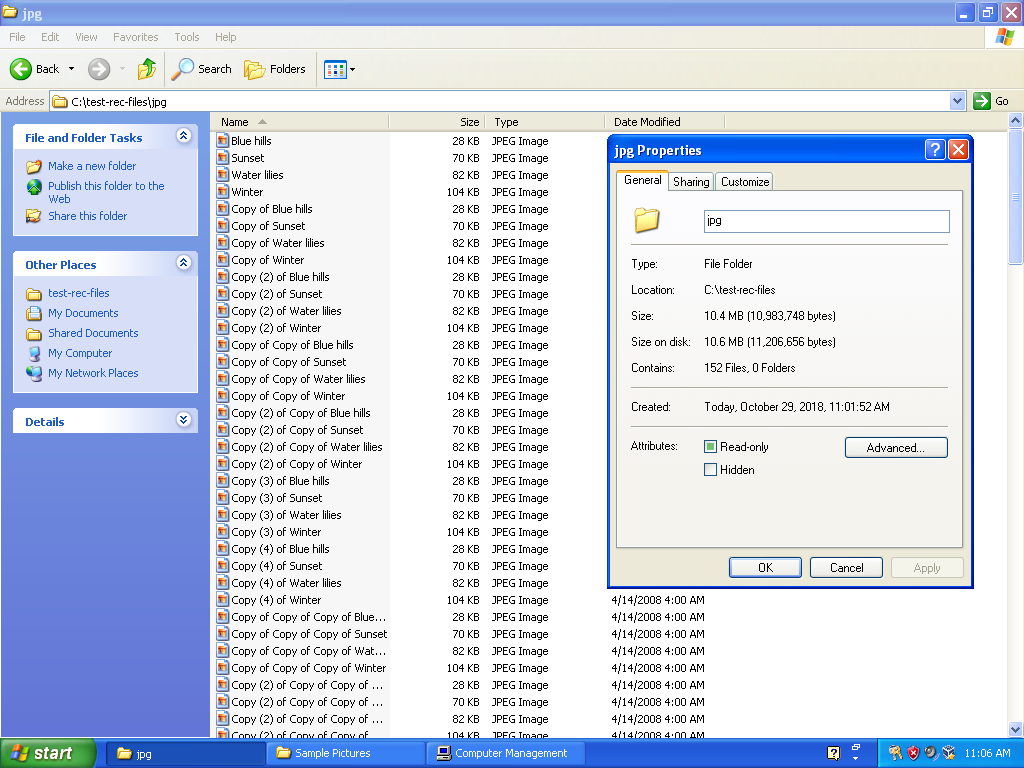 jpg
File Edit View Favorites Tools Help
Back Search Folders
Address C:\test-rec-files\jpg Go
File and Folder Tasks
Make a new folder
Publish this folder to the
Web
Share this folder
Other Places
test-rec-files
My Documents
Shared Documents
My Computer
My Network Places
Details
Name Size Type Date Modified
Blue hills 28 KB JPEG Image
Sunset 70 KB JPEG Image
Water lilies 82 KB JPEG Image
Winter 104 KB JPEG Image
Copy of Blue hills 28 KB JPEG Image
Copy of Sunset 70 KB JPEG Image
Copy of Water lilies 82 KB JPEG Image
Copy of Winter 104 KB JPEG Image
Copy (2) of Blue hills 28 KB JPEG Image
Copy (2) of Sunset 70 KB JPEG Image
Copy (2) of Water lilies 82 KB JPEG Image
Copy (2) of Winter 104 KB JPEG Image
Copy of Copy of Blue hills 28 KB JPEG Image
Copy of Copy of Sunset 70 KB JPEG Image
Copy of Copy of Water lilies 82 KB JPEG Image
Copy of Copy of Winter 104 KB JPEG Image
Copy (2) of Copy of Blue hills 28 KB JPEG Image
Copy (2) of Copy of Sunset 70 KB JPEG Image
Copy (2) of Copy of Water lilies 82 KB JPEG Image
Copy (2) of Copy of Winter 104 KB JPEG Image
Copy (3) of Blue hills 28 KB JPEG Image
Copy (3) of Sunset 70 KB JPEG Image
Copy (3) of Water lilies 82 KB JPEG Image
Copy (3) of Winter 104 KB JPEG Image
Copy (4) of Blue hills 28 KB JPEG Image
Copy (4) of Sunset 70 KB JPEG Image
Copy (4) of Water lilies 82 KB JPEG Image
Copy (4) of Winter 104 KB JPEG Image 4/14/2008 4:00 AM
Copy of Copy of Copy of Blue... 28 KB JPEG Image 4/14/2008 4:00 AM
Copy of Copy of Copy of Sunset 70 KB JPEG Image 4/14/2008 4:00 AM
Copy of Copy of Copy of Wat... 82 KB JPEG Image 4/14/2008 4:00 AM
Copy of Copy of Copy of Winter 104 KB JPEG Image 4/14/2008 4:00 AM
Copy (2) of Copy of Copy of ... 28 KB JPEG Image 4/14/2008 4:00 AM
Copy (2) of Copy of Copy of ... 70 KB JPEG Image 4/14/2008 4:00 AM
Copy (2) of Copy of Copy of ... 82 KB JPEG Image 4/14/2008 4:00 AM
Copy (2) of Copy of Copy of 104 KB JPEG Image 4/14/2008 4:00 AM
jpg Properties ?
General Sharing Customize
jpg
Type: File Folder
Location: C:\test-rec-files
Size: 10.4 MB (10,983,748 bytes)
Size on disk: 10.6 MB (11,206,656 bytes)
Contains: 152 Files, 0 Folders
Created: Today, October 29, 2018, 11:01:52 AM
Attributes: Read-only Advanced...
Hidden
OK Cancel Apply
start jpg Sample Pictures Computer Management ? 11:06 AM